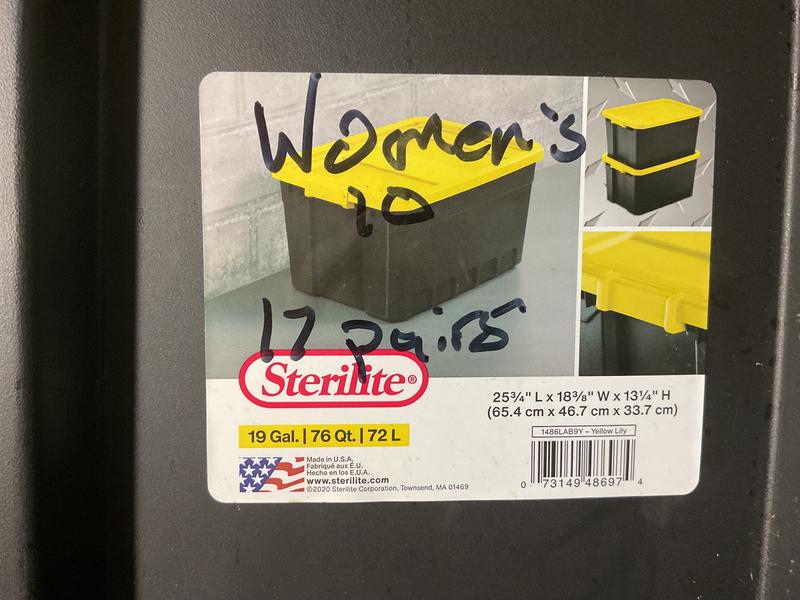 Women's
10
17 pairs
Sterilite®
25¾" L x 18⅜" W x 13¼" H
(65.4 cm x 46.7 cm x 33.7 cm)
19 Gal. | 76 Qt. | 72 L
1486LAB9Y – Yellow Lily
Made in U.S.A.
Fabriqué aux É.U.
Hecho en los E.U.A.
www.sterilite.com
©2020 Sterilite Corporation, Townsend, MA 01469
0 73149 48697 4